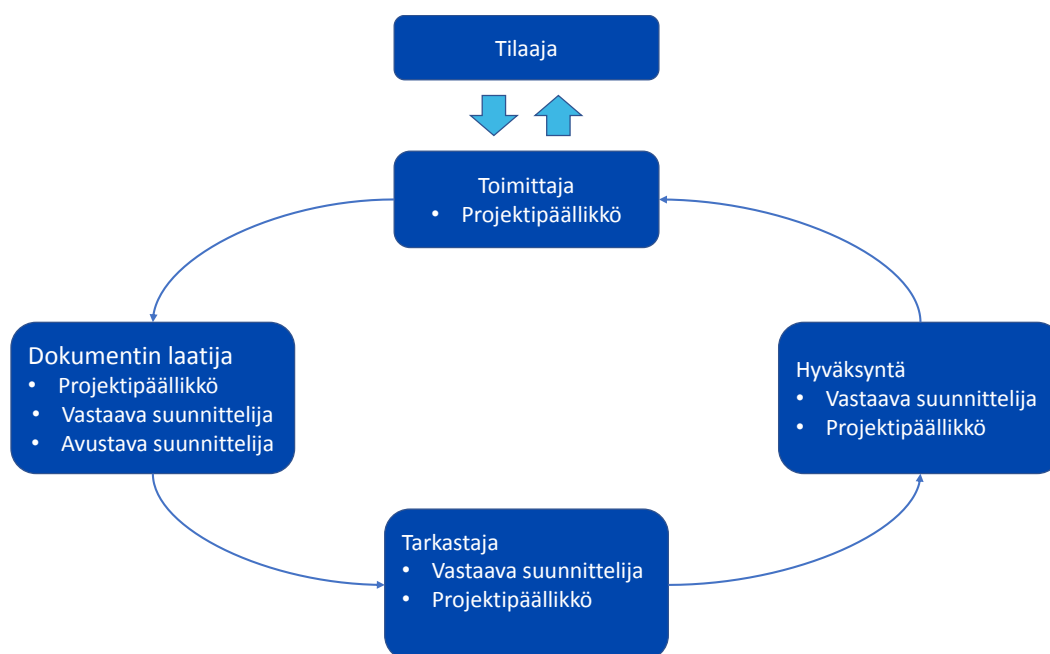 Tilaaja
Toimittaja
• Projektipäällikkö
Dokumentin laatija
• Projektipäällikkö
• Vastaava suunnittelija
• Avustava suunnittelija
Hyväksyntä
• Vastaava suunnittelija
• Projektipäällikkö
Tarkastaja
• Vastaava suunnittelija
• Projektipäällikkö